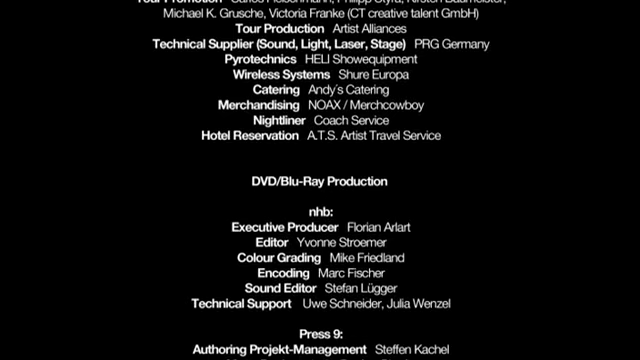 Michael K. Grusche, Victoria Franke (CT creative talent GmbH)
Tour Production Artist Alliances
Technical Supplier (Sound, Light, Laser, Stage) PRG Germany
Pyrotechnics HELI Showequipment
Wireless Systems Shure Europa
Catering Andy´s Catering
Merchandising NOAX / Merchcowboy
Nightliner Coach Service
Hotel Reservation A.T.S. Artist Travel Service
DVD/Blu-Ray Production
nhb:
Executive Producer Florian Arlart
Editor Yvonne Stroemer
Colour Grading Mike Friedland
Encoding Marc Fischer
Sound Editor Stefan Lügger
Technical Support Uwe Schneider, Julia Wenzel
Press 9:
Authoring Projekt-Management Steffen Kachel